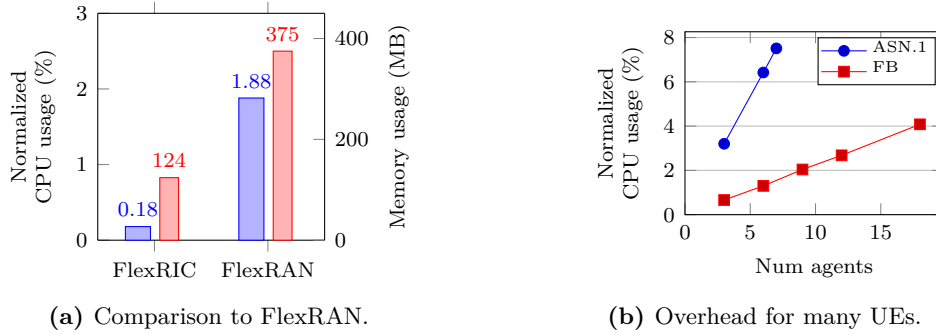 3
2
1
0
Normalized
CPU usage (%)
0.18
124
1.88
375
400
200
0
Memory usage (MB)
FlexRIC
FlexRAN
(a) Comparison to FlexRAN.
8
6
4
2
0
Normalized
CPU usage (%)
ASN.1
FB
0
5
10
15
Num agents
(b) Overhead for many UEs.